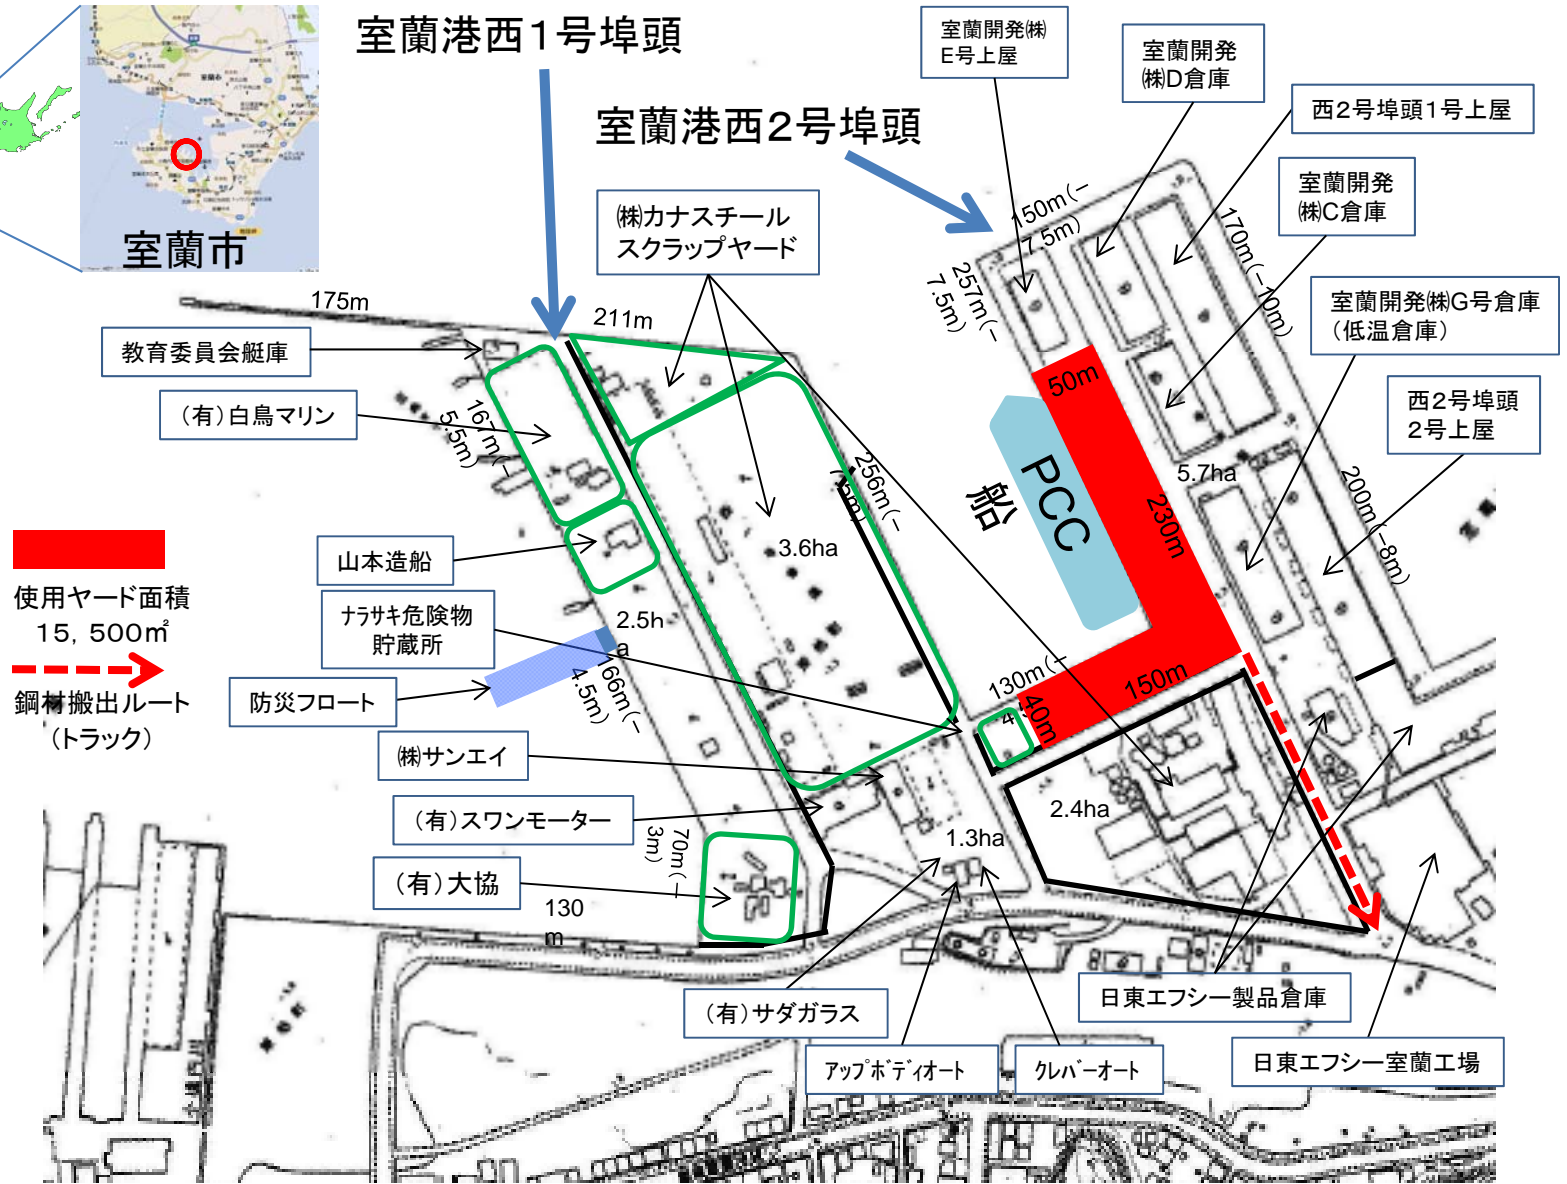 室蘭港西1号埠頭
室蘭港西2号埠頭
室蘭市
室蘭開発㈱
E号上屋
室蘭開発
㈱D倉庫
西2号埠頭1号上屋
室蘭開発
㈱C倉庫
㈱カナスチール
スクラップヤード
室蘭開発㈱G号倉庫
（低温倉庫）
西2号埠頭
2号上屋
教育委員会艇庫
（有）白鳥マリン
山本造船
ナラサキ危険物
貯蔵所
防災フロート
㈱サンエイ
（有）スワンモーター
（有）大協
（有）サダガラス
アップボディオート
クレバーオート
日東エフシー製品倉庫
日東エフシー室蘭工場
使用ヤード面積
15，500㎡
鋼材搬出ルート
（トラック）
175m
211m
150m(－
7.5m)
170m(－10m)
257m(－
7.5m)
50m
PCC
船
5.7ha
230m
200m(－8m)
167m(－
5.5m)
256m(－
7.5m)
3.6ha
2.5h
a
166m(－
4.5m)
130m(－
40m
150m
2.4ha
1.3ha
70m(－
3m)
130
m